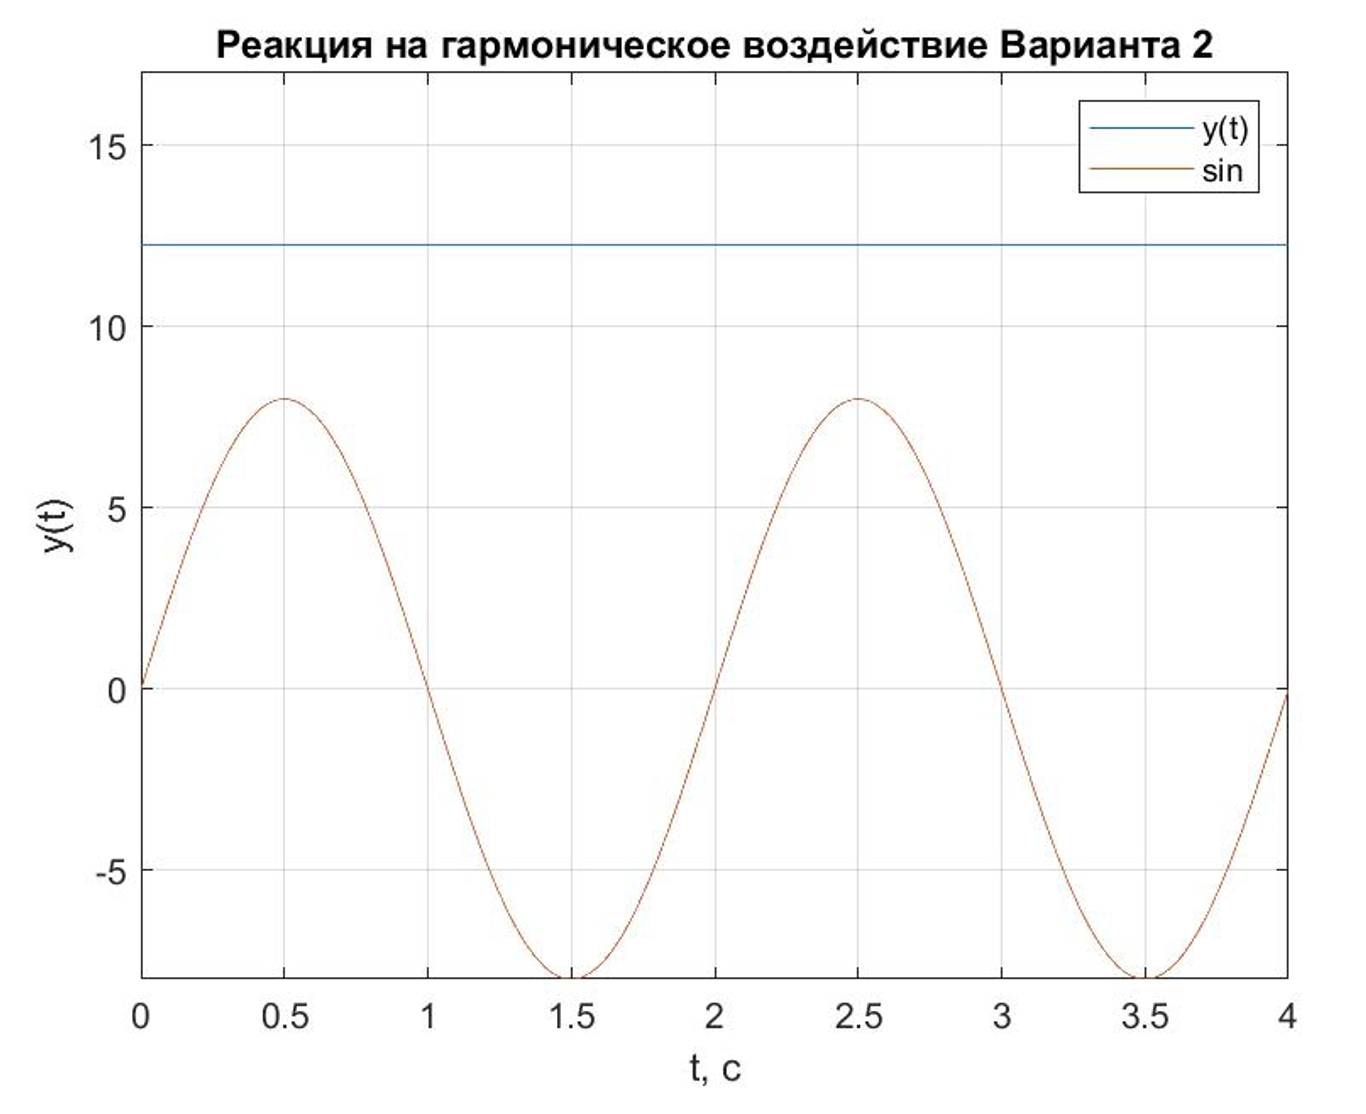 Реакция на гармоническое воздействие Варианта 2
y(t)
sin
15
10
5
0
-5
y(t)
0 0.5 1 1.5 2 2.5 3 3.5 4
t, c